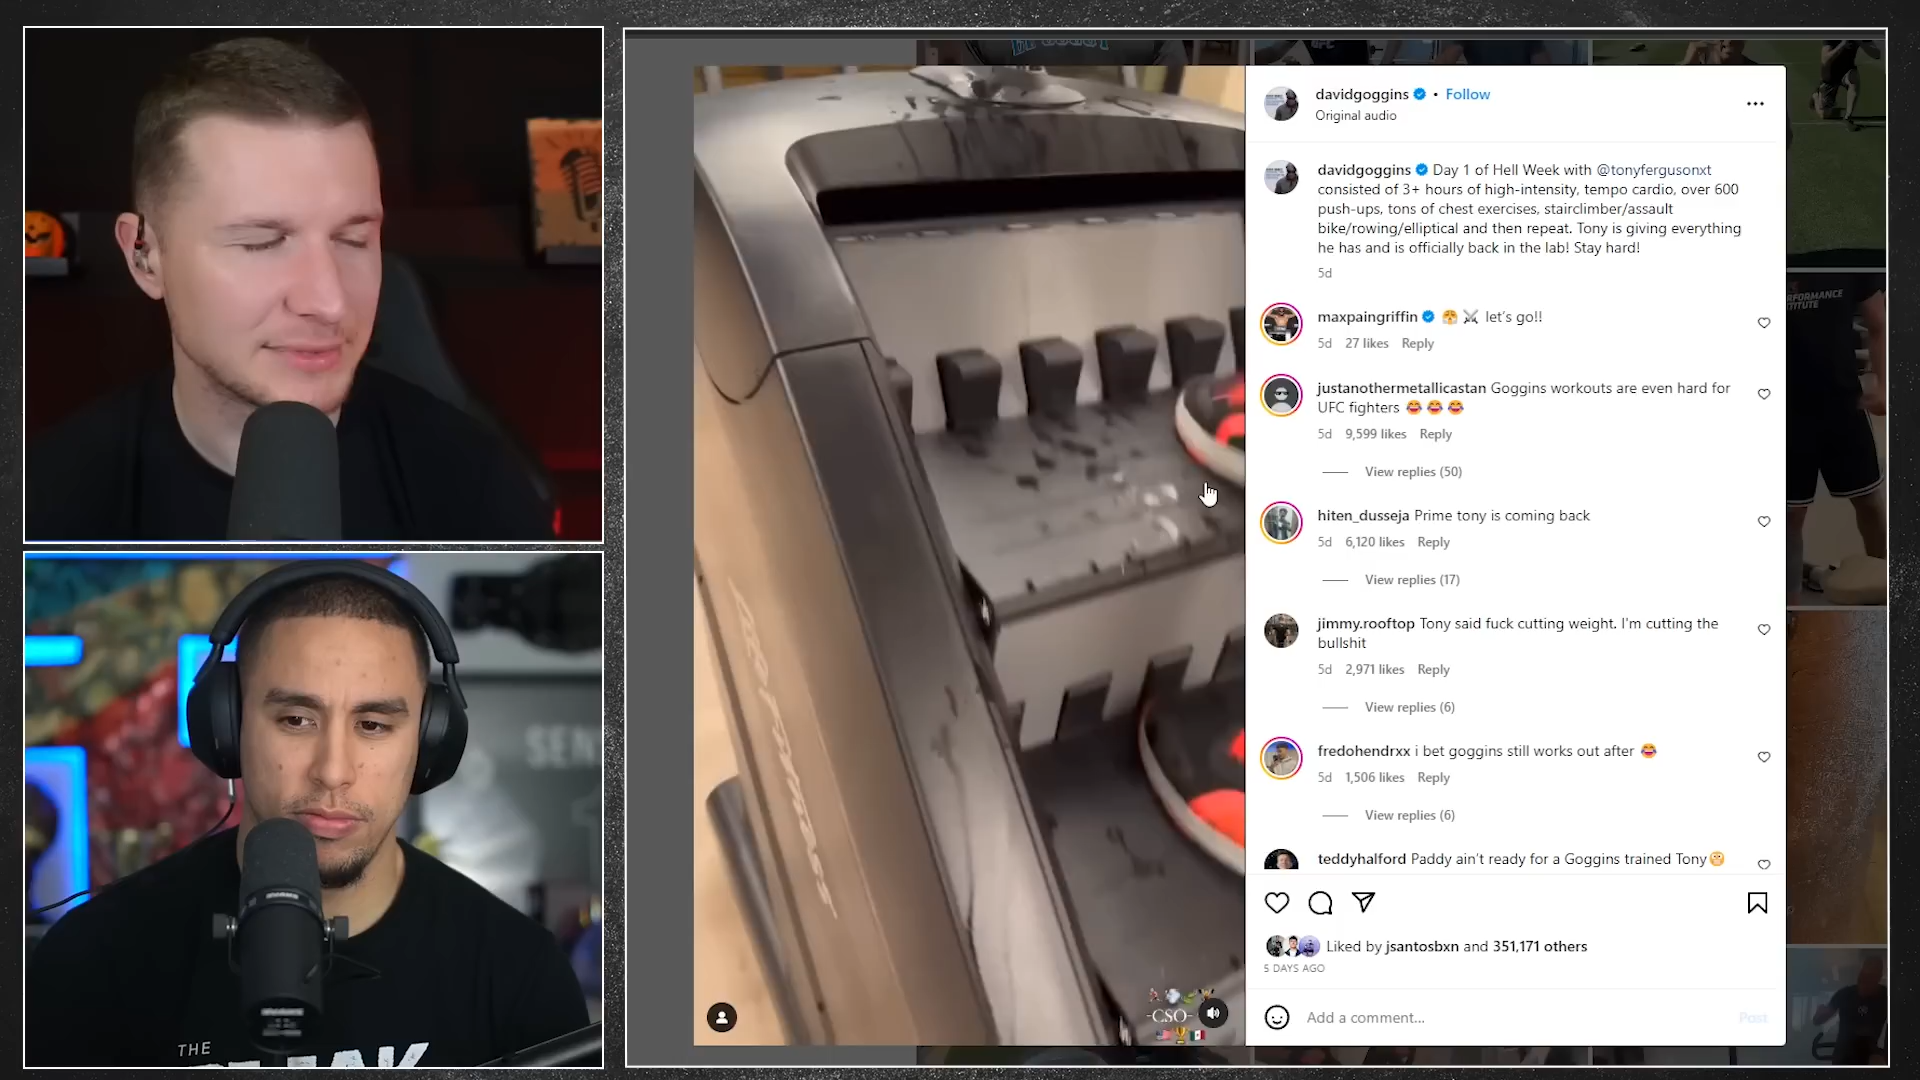 davidgoggins • Follow
Original audio
davidgoggins Day 1 of Hell Week with @tonyfergusonxt
consisted of 3+ hours of high-intensity, tempo cardio, over 600
push-ups, tons of chest exercises, stairclimber/assault
bike/rowing/elliptical and then repeat. Tony is giving everything
he has and is officially back in the lab! Stay hard!
5d
maxpaingriffin 😤 ⚔ let's go!!
5d 27 likes Reply
justanothermetallicastan Goggins workouts are even hard for
UFC fighters 😂 😂 😂
5d 9,599 likes Reply
View replies (50)
hiten_dusseja Prime tony is coming back
5d 6,120 likes Reply
View replies (17)
jimmy.rooftop Tony said fuck cutting weight. I'm cutting the
bullshit
5d 2,971 likes Reply
View replies (6)
fredohendrxx i bet goggins still works out after 😂
5d 1,506 likes Reply
View replies (6)
teddyhalford Paddy ain't ready for a Goggins trained Tony
Liked by jsantosbxn and 351,171 others
5 DAYS AGO
Add a comment...
Post
-CSO-
THE